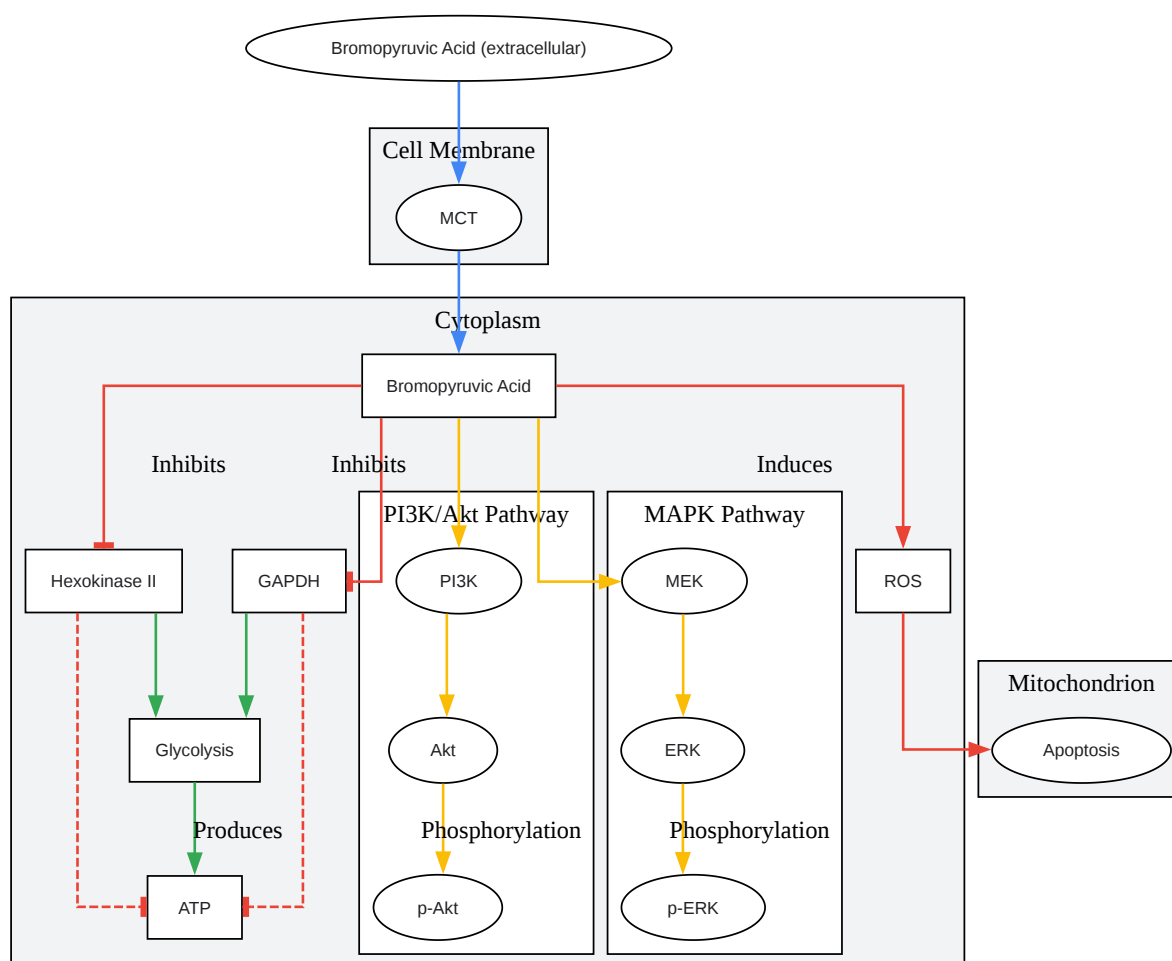 Bromopyruvic Acid (extracellular)
Cell Membrane
MCT
Cytoplasm
Bromopyruvic Acid
Inhibits
Inhibits
Induces
PI3K/Akt Pathway
MAPK Pathway
Hexokinase II
GAPDH
PI3K
MEK
ROS
Mitochondrion
Glycolysis
Akt
ERK
Apoptosis
Produces
Phosphorylation
Phosphorylation
ATP
p-Akt
p-ERK